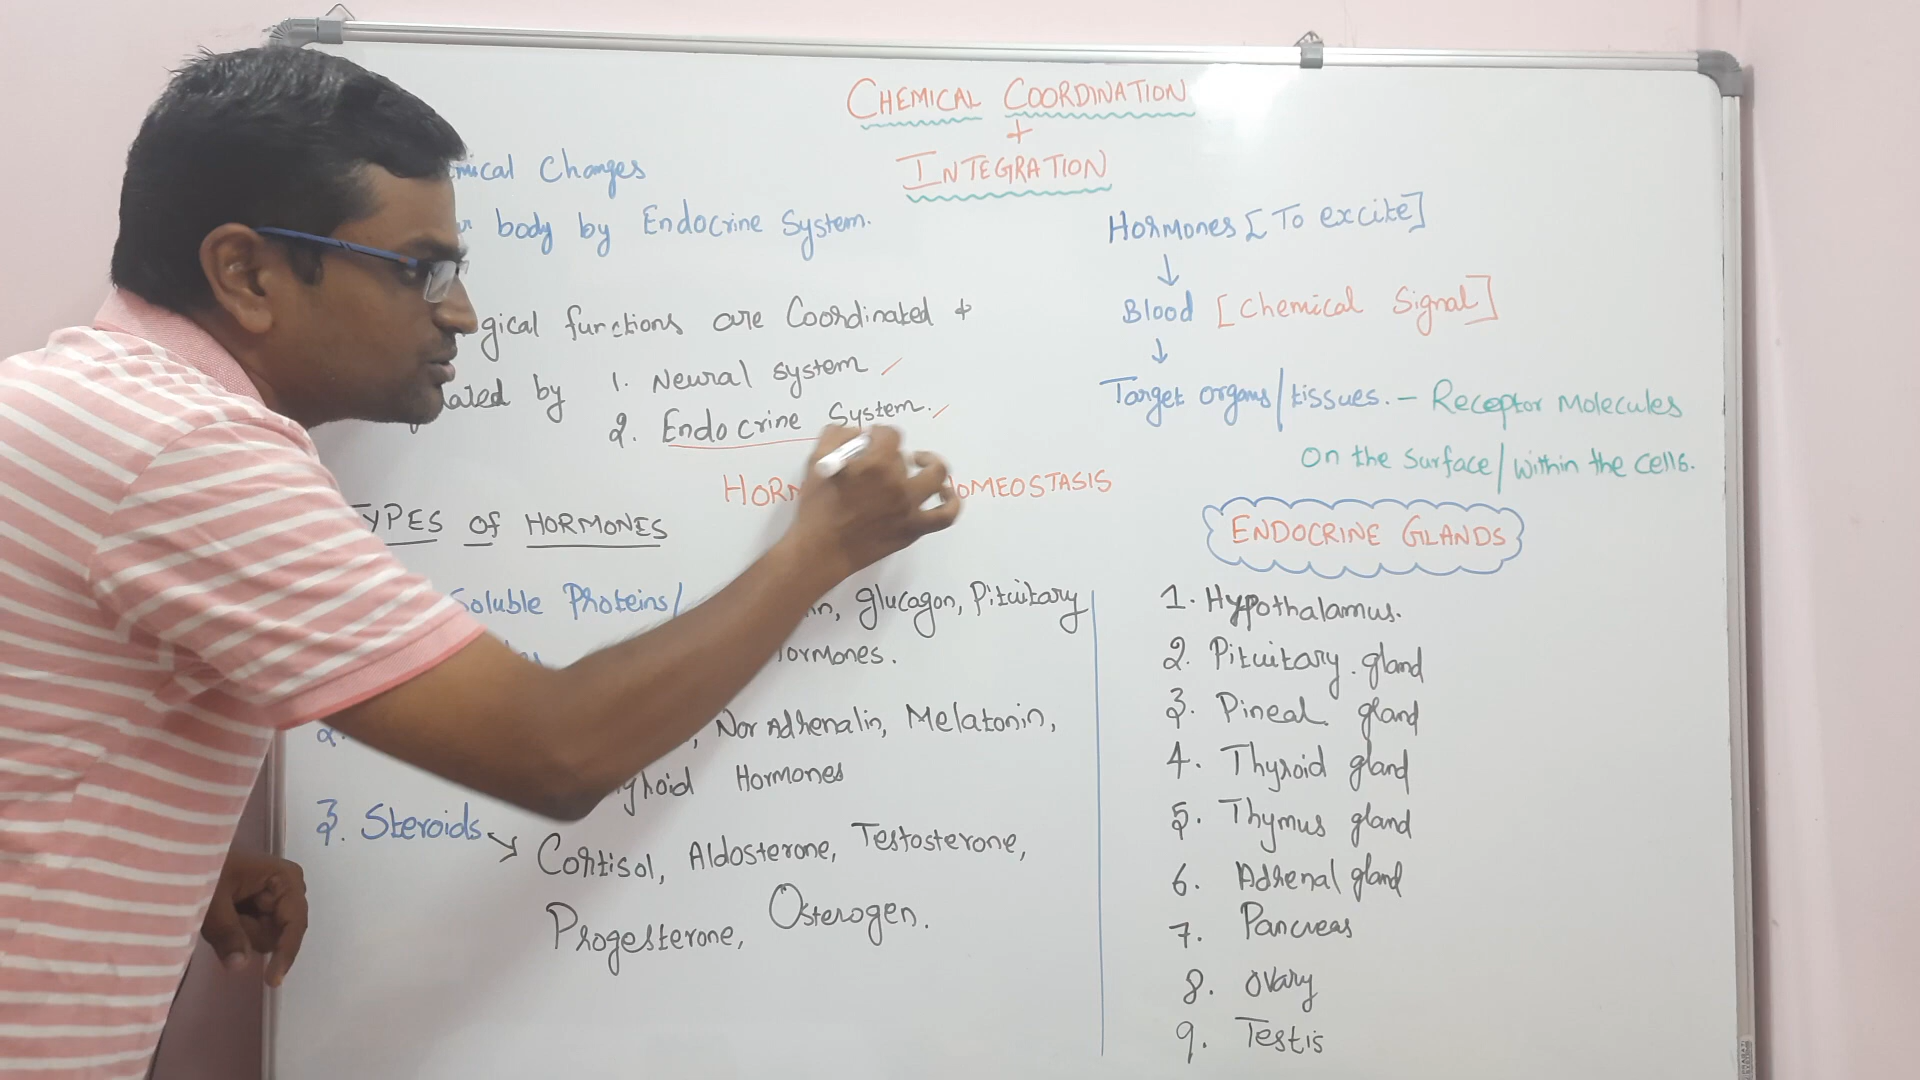 CHEMICAL COORDINATION
+
INTEGRATION
mical Changes
body by Endocrine System.
gical functions are Coordinated &
ated by 1. Neural system
2. Endocrine System.
HORM OMEOSTASIS
YPES Of HORMONES
Soluble Proteins/ in, glucagon, Pituitary
ormones.
2. , Nor Adrenalin, Melatonin,
yroid Hormones
3. Steroids → Cortisol, Aldosterone, Testosterone,
Progesterone, Osterogen.
Hormones [To excite]
↓
Blood [Chemical Signal]
↓
Target organs/tissues. - Receptor Molecules
On the surface/within the cells.
ENDOCRINE GLANDS
1. Hypothalamus.
2. Pituitary gland
3. Pineal gland
4. Thyroid gland
5. Thymus gland
6. Adrenal gland
7. Pancreas
8. Ovary
9. Testis